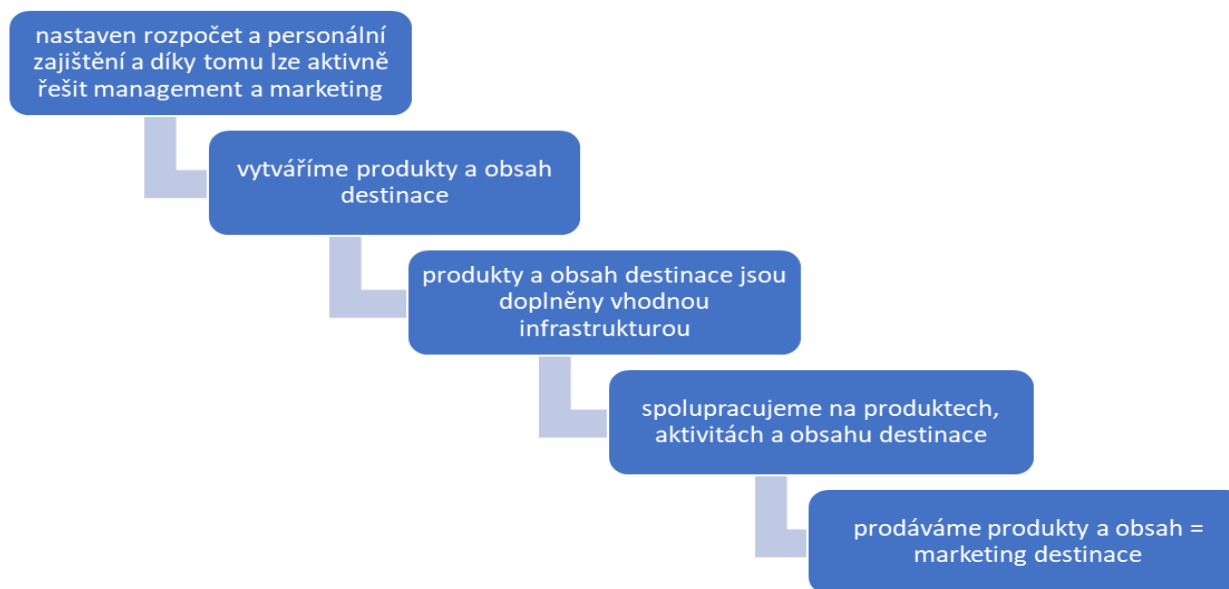 nastaven rozpočet a personální
zajištění a díky tomu lze aktivně
řešit management a marketing
vytváříme produkty a obsah
destinace
produkty a obsah destinace jsou
doplněny vhodnou
infrastrukturou
spolupracujeme na produktech,
aktivitách a obsahu destinace
prodáváme produkty a obsah =
marketing destinace